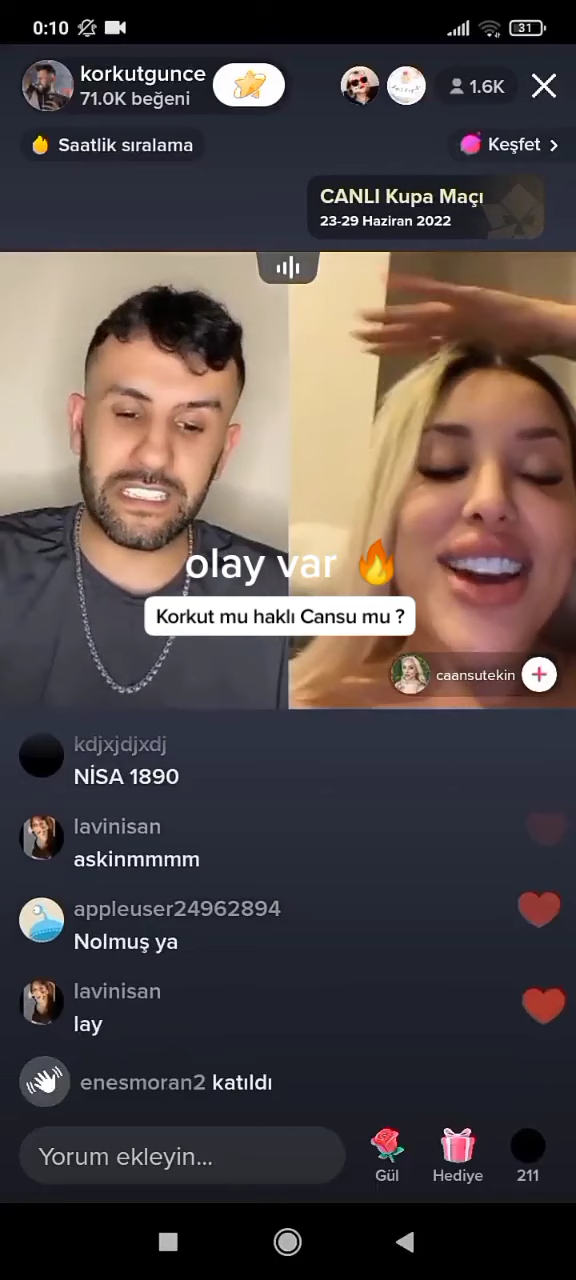 0:10
31
korkutgunce
71.0K beğeni
1.6K
Saatlik sıralama
Keşfet
CANLI Kupa Maçı
23-29 Haziran 2022
olay var 🔥
Korkut mu haklı Cansu mu ?
caansutekin
kdjxjdjxdj
NİSA 1890
lavinisan
askinmmmm
appleuser24962894
Nolmuş ya
lavinisan
lay
enesmoran2 katıldı
Yorum ekleyin...
Gül
Hediye
211